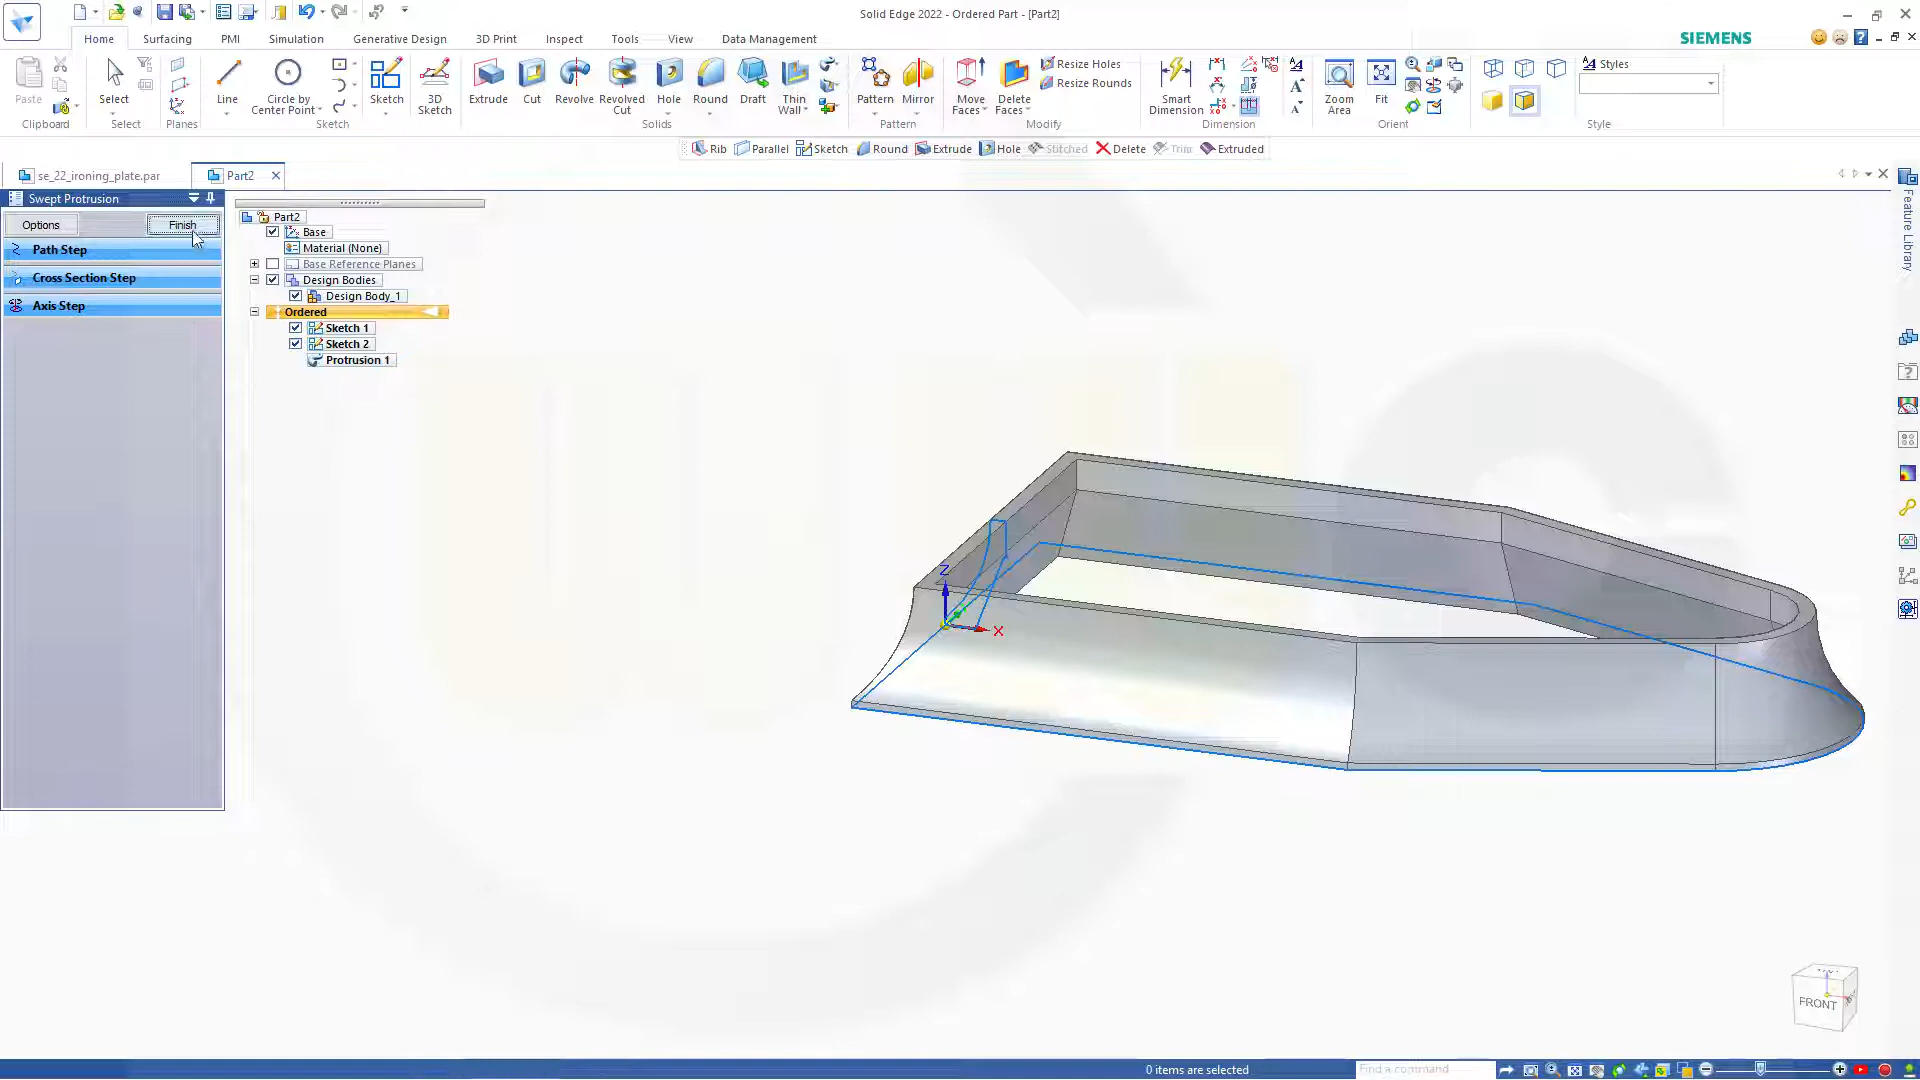 Solid Edge 2022 - Ordered Part - [Part2]
Home Surfacing PMI Simulation Generative Design 3D Print Inspect Tools View Data Management
SIEMENS
Paste
Clipboard
Select
Select
Planes
Line
Circle by
Center Point
Sketch
3D
Sketch
Sketch
Extrude
Cut
Revolve
Revolved
Cut
Hole
Round
Draft
Thin
Wall
Solids
Pattern
Mirror
Pattern
Move
Faces
Delete
Faces
Resize Holes
Resize Rounds
Modify
Smart
Dimension
Dimension
Zoom
Area
Fit
Orient
Styles
Style
Rib Parallel Sketch Round Extrude Hole Stitched Delete Trim Extruded
se_22_ironing_plate.par
Part2
Swept Protrusion
Options
Finish
Path Step
Cross Section Step
Axis Step
Part2
Base
Material (None)
Base Reference Planes
Design Bodies
Design Body_1
Ordered
Sketch 1
Sketch 2
Protrusion 1
Feature Library
Z
X
FRONT
0 items are selected
Find a command